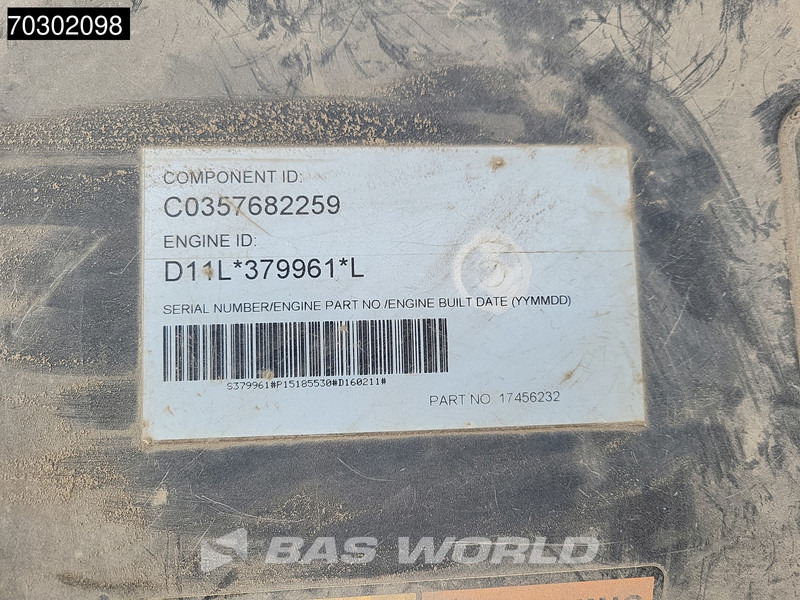 70302098
COMPONENT ID:
C0357682259
ENGINE ID:
D11L*379961*L
SERIAL NUMBER/ENGINE PART NO /ENGINE BUILT DATE (YYMMDD)
S379961#P15185530#D160211#
PART NO 17456232
BAS WORLD